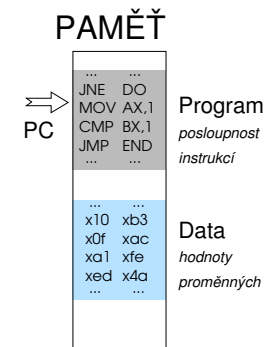 PAMĚŤ
... ...
JNE DO
MOV AX,1
CMP BX,1
JMP END
... ...
PC
Program
posloupnost
instrukcí
... ...
x10 xb3
x0f xac
xa1 xfe
xed x4a
... ...
Data
hodnoty
proměnných